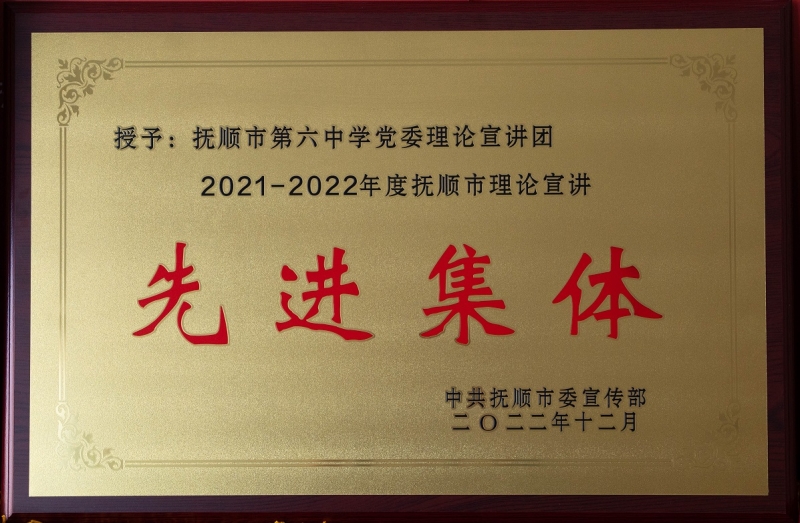 授予：抚顺市第六中学党委理论宣讲团
2021-2022年度抚顺市理论宣讲
先进集体
中共抚顺市委宣传部
二〇二二年十二月